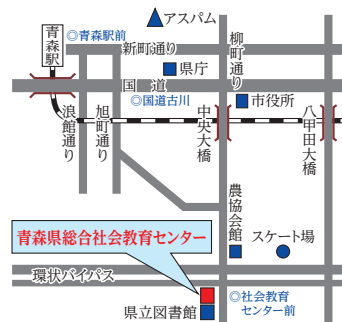 アスパム
青森駅
◎青森駅前
新町通り
柳町通り
県庁
国道
◎国道古川
市役所
浪館通り
旭町通り
中央大橋
八甲田大橋
農協会館
スケート場
青森県総合社会教育センター
環状バイパス
◎社会教育
センター前
県立図書館